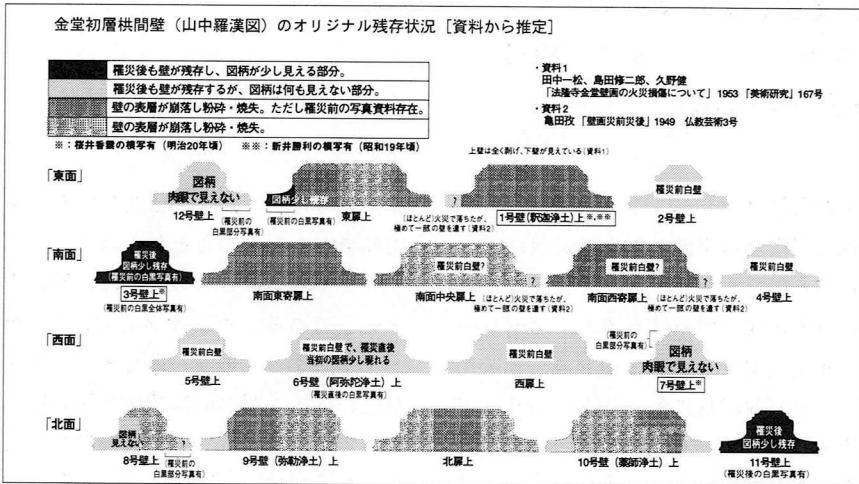 金堂初層栱間壁（山中羅漢図）のオリジナル残存状況［資料から推定］
罹災後も壁が残存し、図柄が少し見える部分。
罹災後も壁が残存するが、図柄は何も見えない部分。
壁の表層が崩落し粉砕・焼失。ただし罹災前の写真資料存在。
壁の表層が崩落し粉砕・焼失。
※：桜井香雲の模写有（明治20年頃）　※※：新井勝利の模写有（昭和19年頃）
・資料1
田中一松、島田修二郎、久野健
「法隆寺金堂壁画の火災損傷について」1953「美術研究」167号
・資料2
亀田孜「壁画災前災後」1949　仏教芸術3号
「東面」
図柄
肉眼で見えない
12号壁上
（罹災前の
白黒部分写真有）
図柄少し残存
（罹災前の白黒写真有）
東扉上
上壁は全く剥げ、下壁が見えている（資料1）
?
（ほとんど）火災で落ちたが、
極めて一部の壁を遺す（資料2）
1号壁（釈迦浄土）上※,※※
罹災前白壁
2号壁上
「南面」
罹災後
図柄少し残存
（罹災前の白黒写真有）
3号壁上※
（罹災前の白黒全体写真有）
南面東寄扉上
罹災前白壁?
?
南面中央扉上
（ほとんど）火災で落ちたが、
極めて一部の壁を遺す（資料2）
罹災前白壁?
?
南面西寄扉上
（ほとんど）火災で落ちたが、
極めて一部の壁を遺す（資料2）
罹災前白壁
4号壁上
「西面」
罹災前白壁
5号壁上
罹災前白壁で、罹災直後
当初の図柄少し現れる
6号壁（阿弥陀浄土）上
（罹災直後の白黒写真有）
罹災前白壁
西扉上
（罹災前の
白黒部分写真有）
図柄
肉眼で見えない
7号壁上※
「北面」
図柄
見えない
?
8号壁上
（罹災前の
白黒部分写真有）
9号壁（弥勒浄土）上
北扉上
10号壁（薬師浄土）上
罹災後
図柄少し残存
11号壁上
（罹災後の白黒写真有）